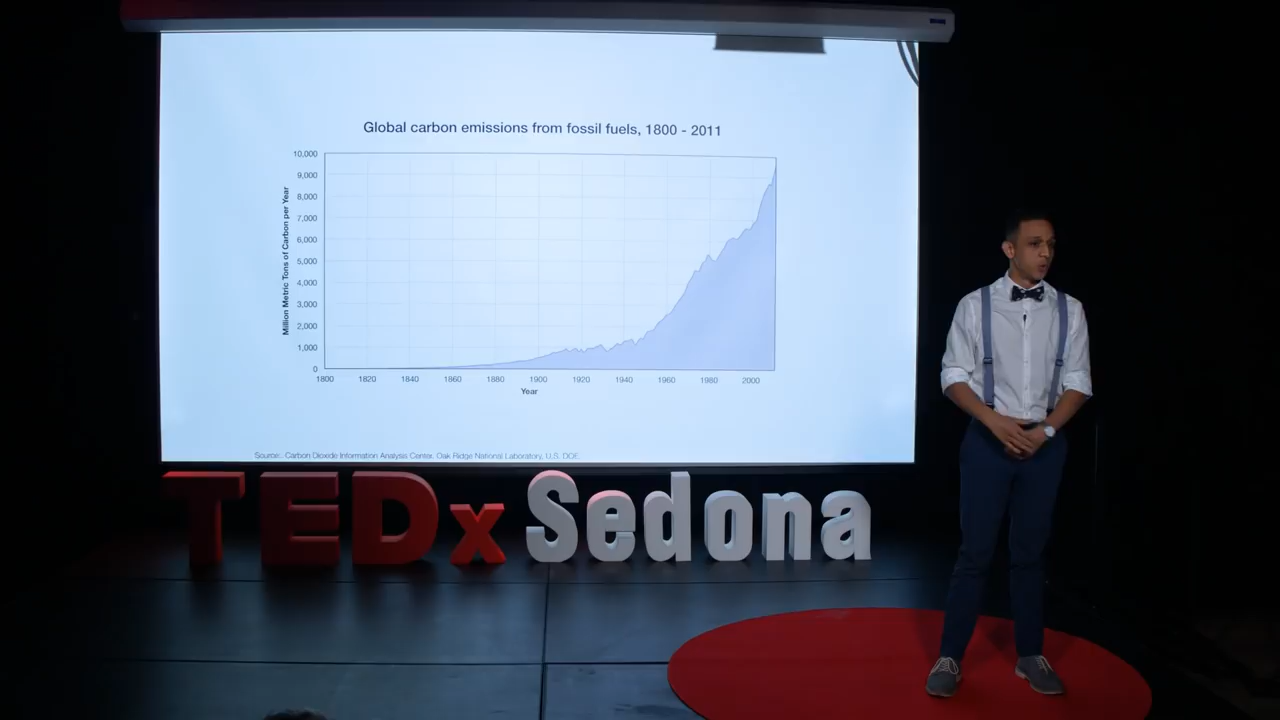 Global carbon emissions from fossil fuels, 1800 - 2011
Million Metric Tons of Carbon per Year
10,000
9,000
8,000
7,000
6,000
5,000
4,000
3,000
2,000
1,000
0
1800 1820 1840 1860 1880 1900 1920 1940 1960 1980 2000
Year
Source: Carbon Dioxide Information Analysis Center. Oak Ridge National Laboratory, U.S. DOE.
TEDx Sedona